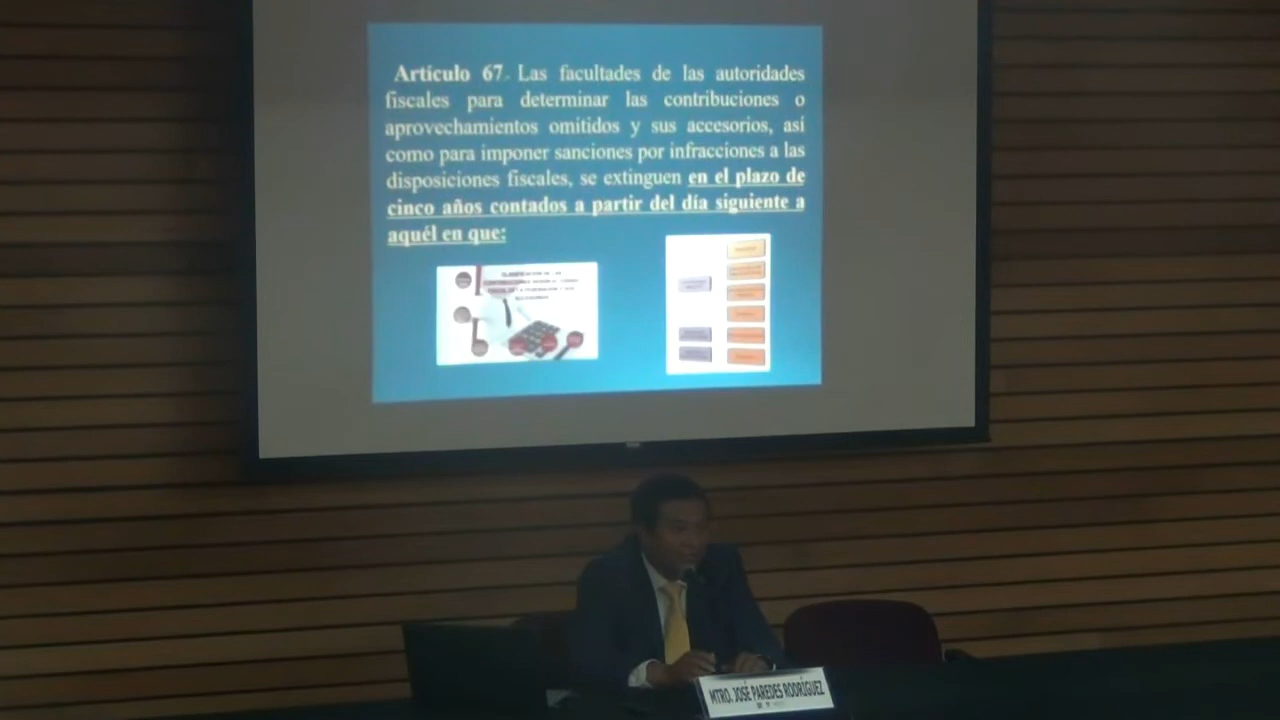 Artículo 67.- Las facultades de las autoridades
fiscales para determinar las contribuciones o
aprovechamientos omitidos y sus accesorios, así
como para imponer sanciones por infracciones a las
disposiciones fiscales, se extinguen en el plazo de
cinco años contados a partir del día siguiente a
aquél en que:
MTRO. JOSÉ PAREDES RODRÍGUEZ